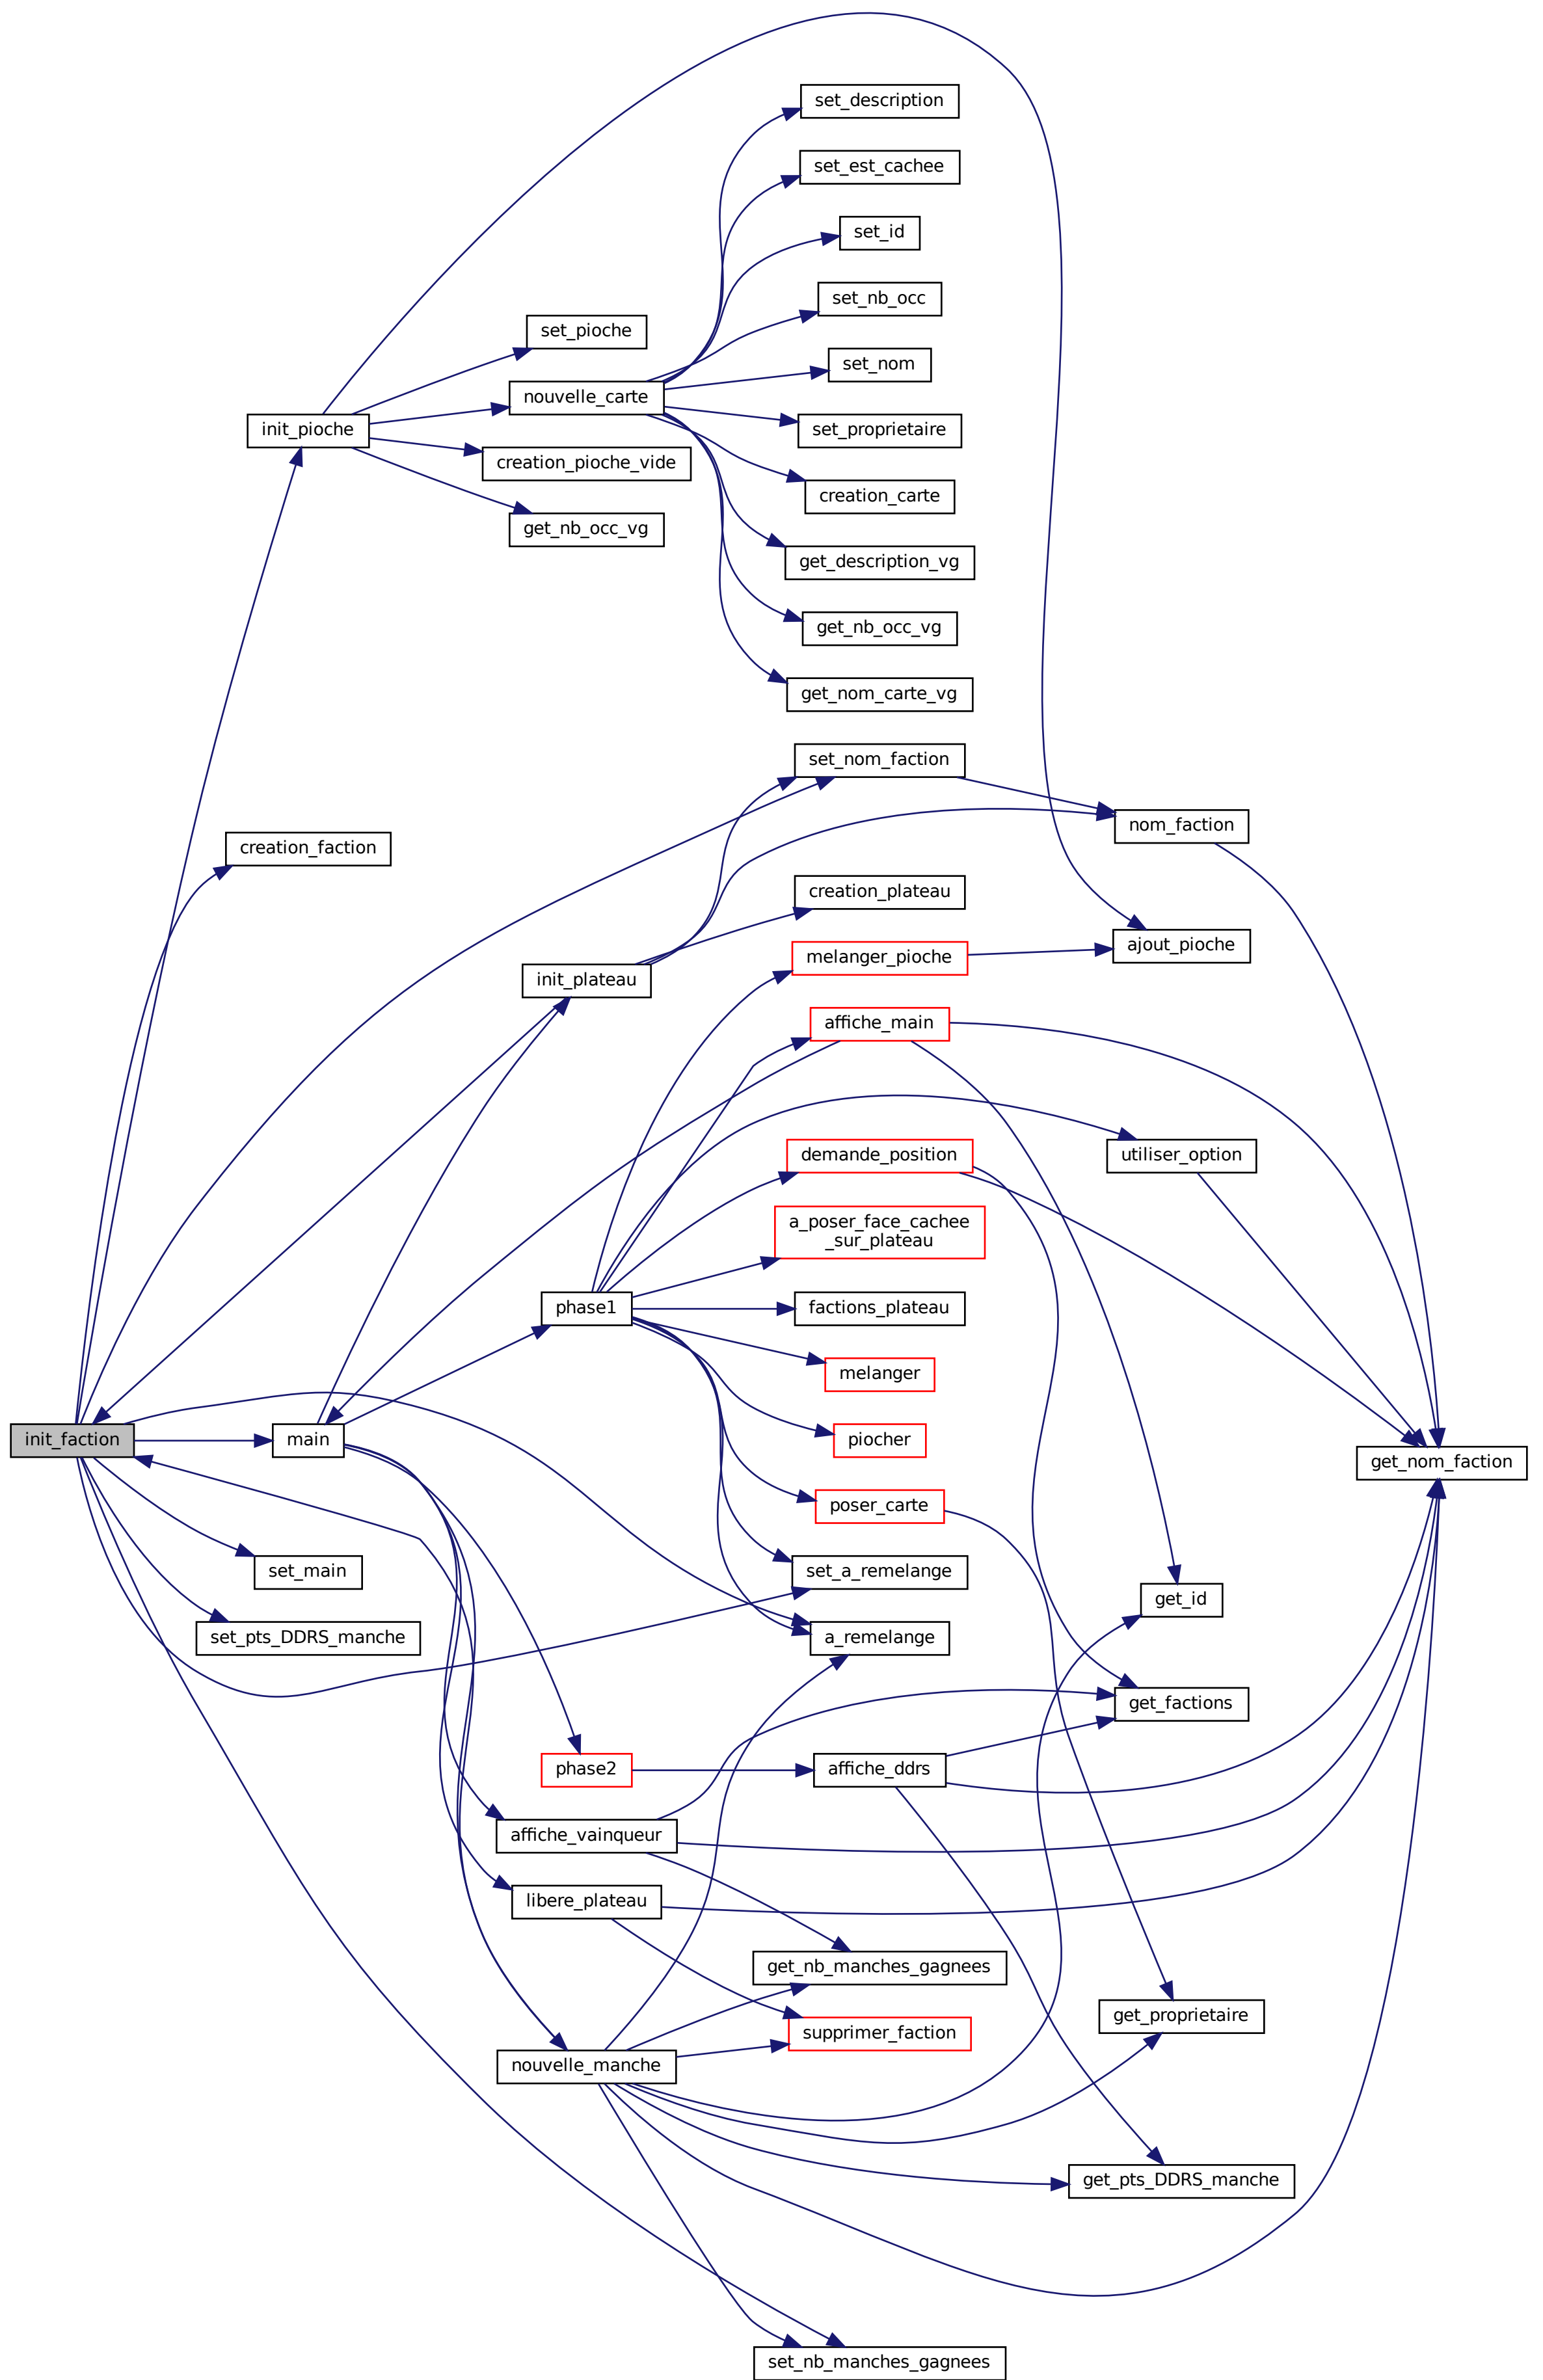 set_description
set_est_cachee
set_id
set_nb_occ
set_pioche
set_nom
nouvelle_carte
init_pioche
set_proprietaire
creation_pioche_vide
creation_carte
get_nb_occ_vg
get_description_vg
get_nb_occ_vg
get_nom_carte_vg
set_nom_faction
nom_faction
creation_faction
creation_plateau
ajout_pioche
melanger_pioche
init_plateau
affiche_main
demande_position
utiliser_option
a_poser_face_cachee
_sur_plateau
phase1
factions_plateau
melanger
init_faction
main
piocher
get_nom_faction
poser_carte
set_main
set_a_remelange
get_id
set_pts_DDRS_manche
a_remelange
get_factions
phase2
affiche_ddrs
affiche_vainqueur
libere_plateau
get_nb_manches_gagnees
get_proprietaire
supprimer_faction
nouvelle_manche
get_pts_DDRS_manche
set_nb_manches_gagnees